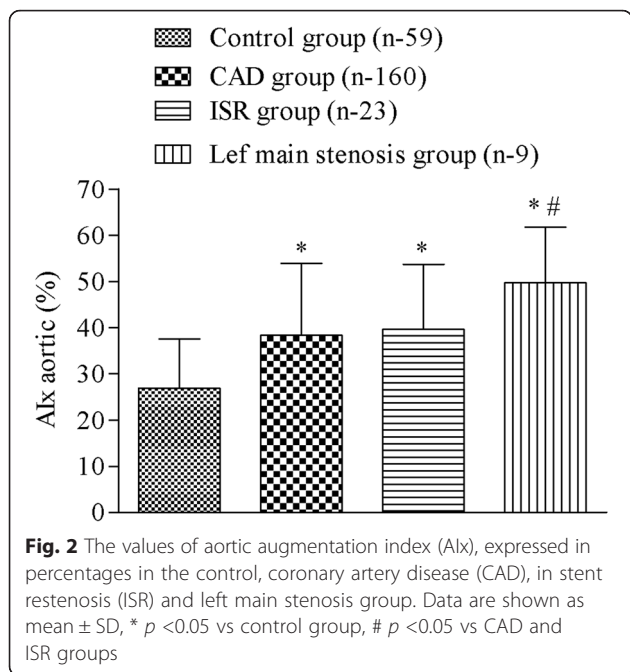 Control group (n-59)
CAD group (n-160)
ISR group (n-23)
Lef main stenosis group (n-9)
70
60
50
40
30
20
10
0
AIx aortic (%)
*
*
* #
Fig. 2 The values of aortic augmentation index (AIx), expressed in
percentages in the control, coronary artery disease (CAD), in stent
restenosis (ISR) and left main stenosis group. Data are shown as
mean ± SD, * p <0.05 vs control group, # p <0.05 vs CAD and
ISR groups